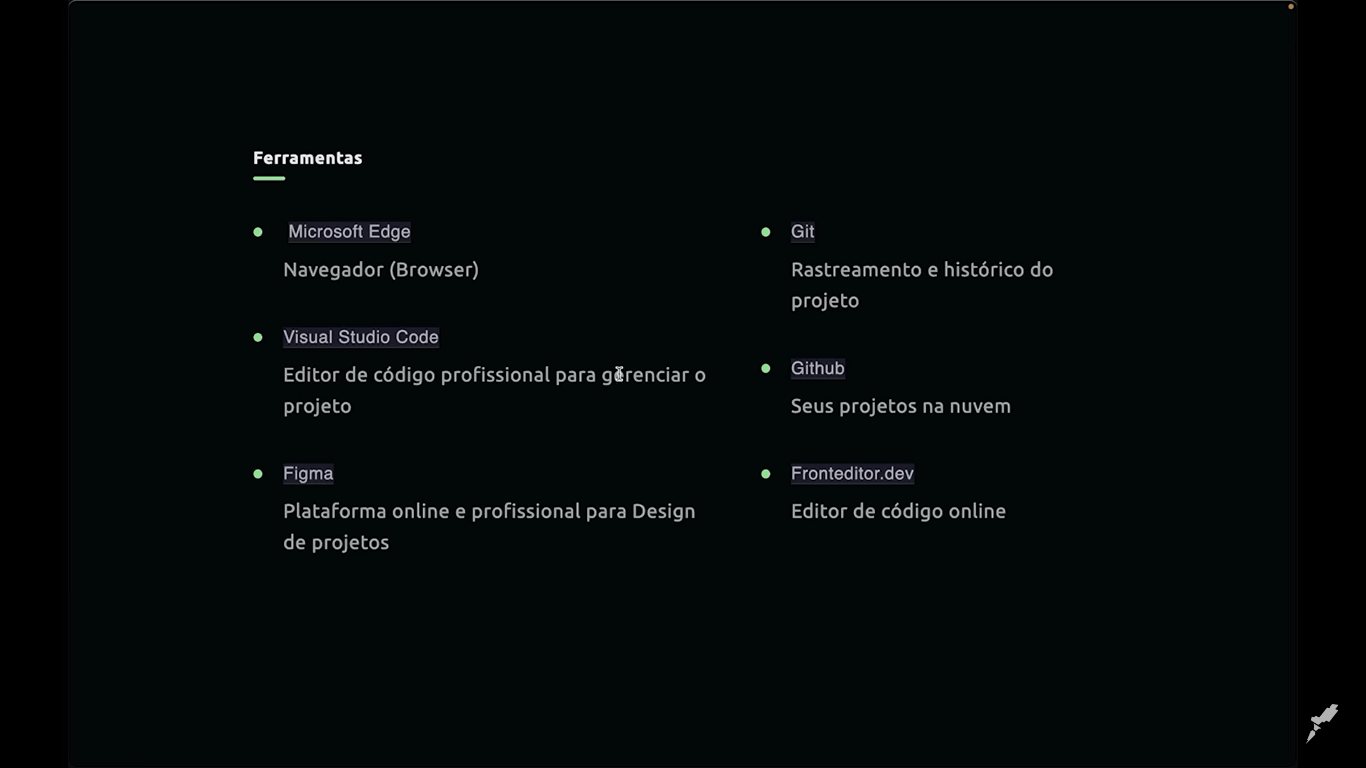 Ferramentas
Microsoft Edge
Navegador (Browser)
Visual Studio Code
Editor de código profissional para gerenciar o
projeto
Figma
Plataforma online e profissional para Design
de projetos
Git
Rastreamento e histórico do
projeto
Github
Seus projetos na nuvem
Fronteditor.dev
Editor de código online